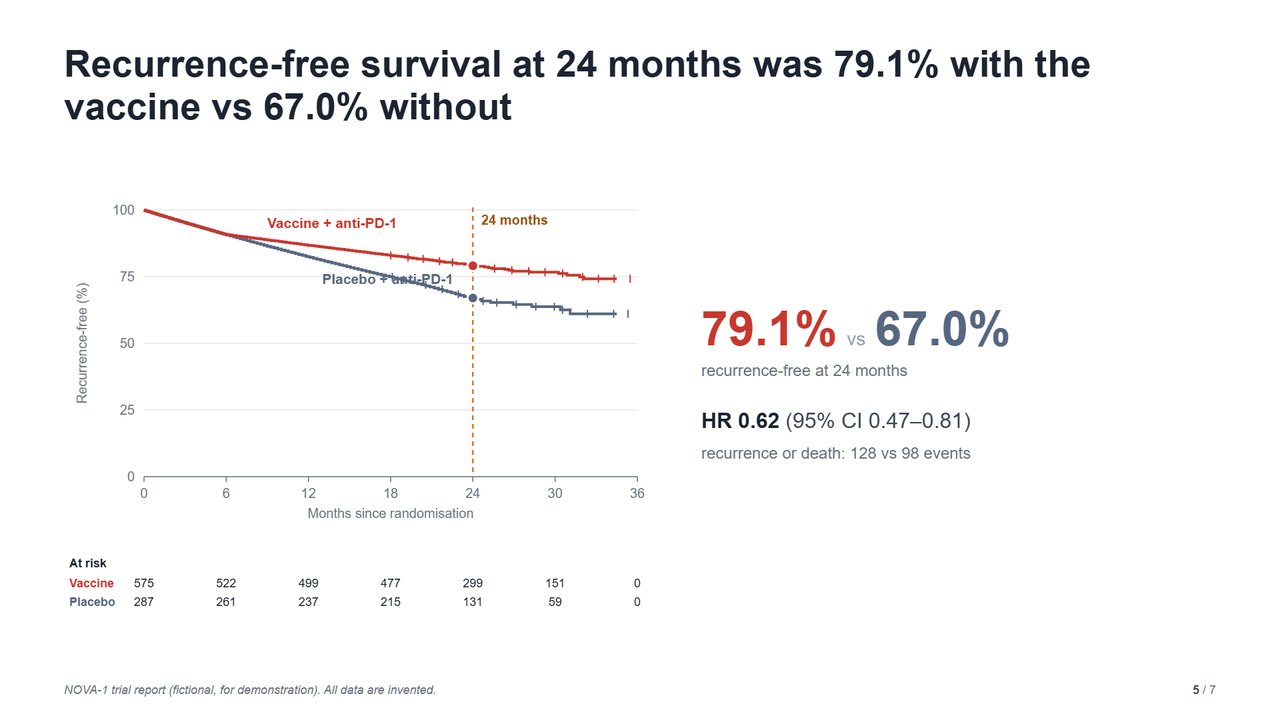 Recurrence-free survival at 24 months was 79.1% with the
vaccine vs 67.0% without
100
75
50
25
0
Recurrence-free (%)
Vaccine + anti-PD-1
24 months
Placebo + anti-PD-1
0 6 12 18 24 30 36
Months since randomisation
79.1% vs 67.0%
recurrence-free at 24 months
HR 0.62 (95% CI 0.47–0.81)
recurrence or death: 128 vs 98 events
At risk
Vaccine 575 522 499 477 299 151 0
Placebo 287 261 237 215 131 59 0
NOVA-1 trial report (fictional, for demonstration). All data are invented.
5 / 7